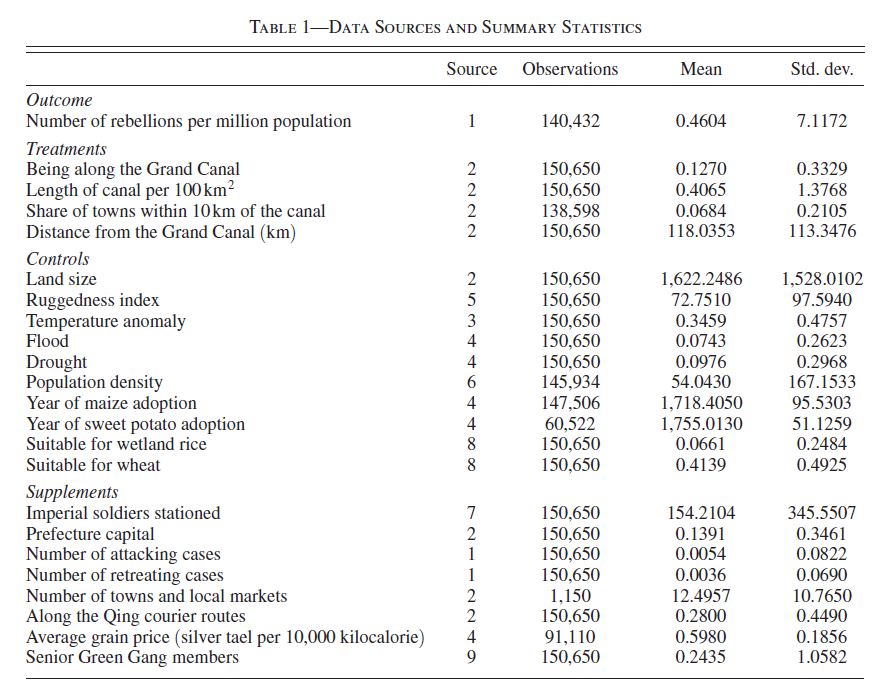 TABLE 1—DATA SOURCES AND SUMMARY STATISTICS
Source Observations Mean Std. dev.
Outcome
Number of rebellions per million population 1 140,432 0.4604 7.1172
Treatments
Being along the Grand Canal 2 150,650 0.1270 0.3329
Length of canal per 100 km² 2 150,650 0.4065 1.3768
Share of towns within 10 km of the canal 2 138,598 0.0684 0.2105
Distance from the Grand Canal (km) 2 150,650 118.0353 113.3476
Controls
Land size 2 150,650 1,622.2486 1,528.0102
Ruggedness index 5 150,650 72.7510 97.5940
Temperature anomaly 3 150,650 0.3459 0.4757
Flood 4 150,650 0.0743 0.2623
Drought 4 150,650 0.0976 0.2968
Population density 6 145,934 54.0430 167.1533
Year of maize adoption 4 147,506 1,718.4050 95.5303
Year of sweet potato adoption 4 60,522 1,755.0130 51.1259
Suitable for wetland rice 8 150,650 0.0661 0.2484
Suitable for wheat 8 150,650 0.4139 0.4925
Supplements
Imperial soldiers stationed 7 150,650 154.2104 345.5507
Prefecture capital 2 150,650 0.1391 0.3461
Number of attacking cases 1 150,650 0.0054 0.0822
Number of retreating cases 1 150,650 0.0036 0.0690
Number of towns and local markets 2 1,150 12.4957 10.7650
Along the Qing courier routes 2 150,650 0.2800 0.4490
Average grain price (silver tael per 10,000 kilocalorie) 4 91,110 0.5980 0.1856
Senior Green Gang members 9 150,650 0.2435 1.0582